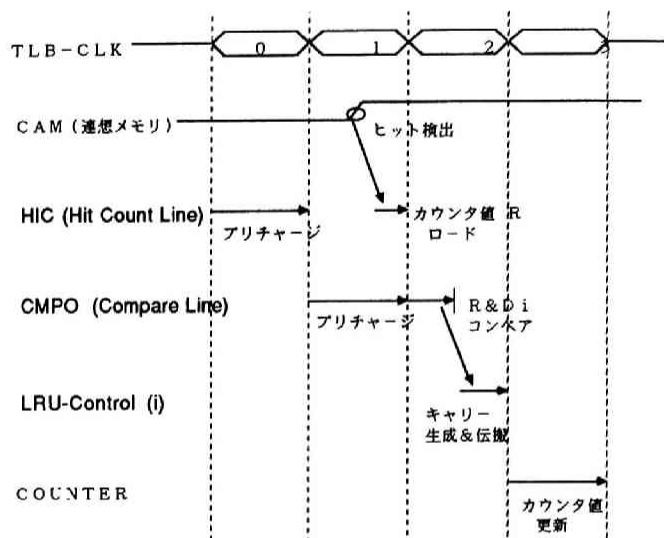 TLB-CLK
0
1
2
3
CAM(連想メモリ)
ヒット検出
HIC (Hit Count Line)
プリチャージ
カウンタ値 R
ロード
CMPO (Compare Line)
プリチャージ
R&Di
コンペア
LRU-Control (i)
キャリー
生成&伝搬
COUNTER
カウンタ値
更新